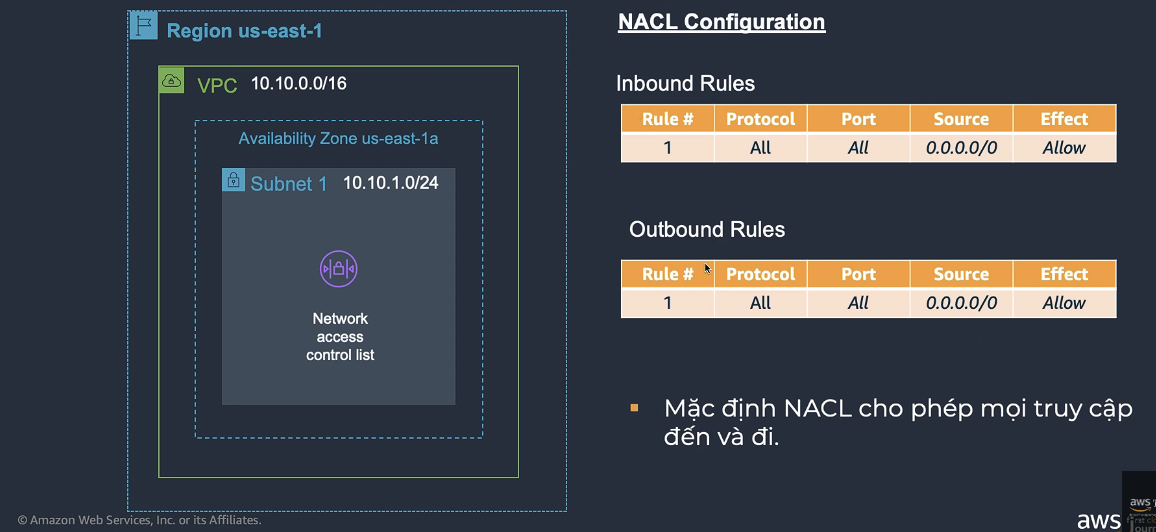 Region us-east-1
VPC 10.10.0.0/16
Availability Zone us-east-1a
Subnet 1 10.10.1.0/24
Network
access
control list
NACL Configuration
Inbound Rules
Rule # Protocol Port Source Effect
1 All All 0.0.0.0/0 Allow
Outbound Rules
Rule # Protocol Port Source Effect
1 All All 0.0.0.0/0 Allow
Mặc định NACL cho phép mọi truy cập
đến và đi.
© Amazon Web Services, Inc. or its Affiliates.
aws
aws